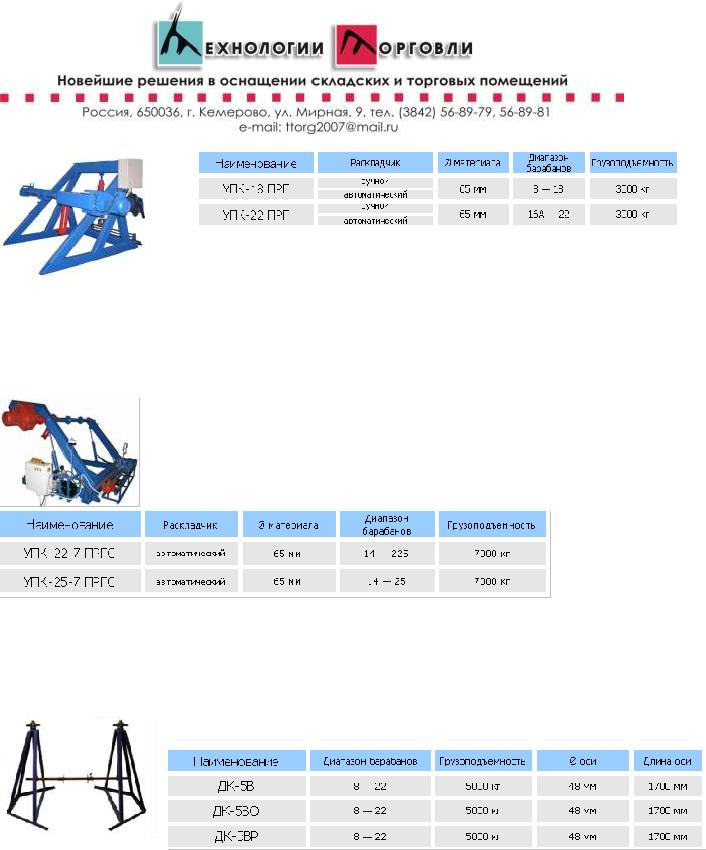 Технологии Торговли
Новейшие решения в оснащении складских и торговых помещений
Россия, 650036, г. Кемерово, ул. Мирная, 9, тел. (3842) 56-89-79, 56-89-81
e-mail: ttorg2007@mail.ru
Наименование Раскладчик Ø материала Диапазон барабанов Грузоподъемность
УПК-18 ПРГ ручной автоматический 65 мм 8 — 18 3000 кг
УПК-22 ПРГ ручной автоматический 65 мм 16А — 22 3000 кг
Наименование Раскладчик Ø материала Диапазон барабанов Грузоподъемность
УПК-22-7 ПРГС автоматический 65 мм 14 — 22Б 7000 кг
УПК-25-7 ПРГС автоматический 65 мм 14 — 25 7000 кг
Наименование Диапазон барабанов Грузоподъемность Ø оси Длина оси
ДК-5В 8 — 22 5000 кг 48 мм 1700 мм
ДК-5ВО 8 — 22 5000 кг 48 мм 1700 мм
ДК-5ВР 8 — 22 5000 кг 48 мм 1700 мм